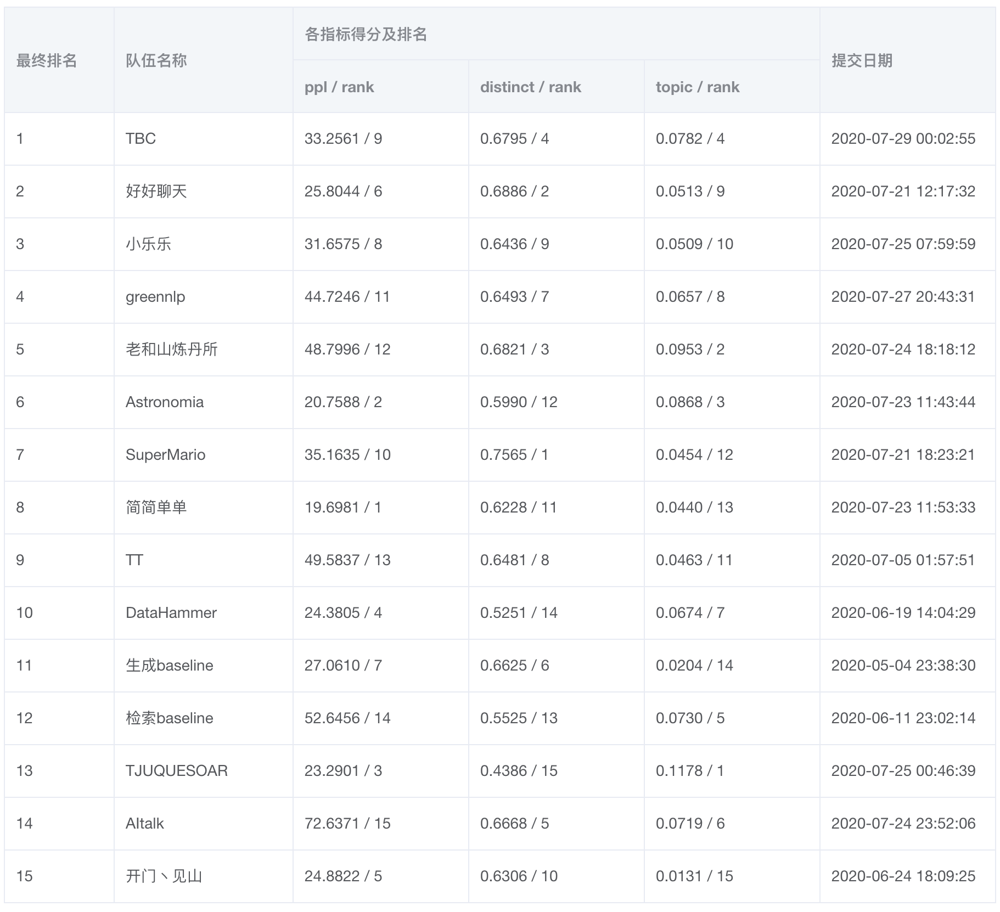 最终排名 队伍名称 各指标得分及排名 提交日期
ppl / rank distinct / rank topic / rank
1 TBC 33.2561 / 9 0.6795 / 4 0.0782 / 4 2020-07-29 00:02:55
2 好好聊天 25.8044 / 6 0.6886 / 2 0.0513 / 9 2020-07-21 12:17:32
3 小乐乐 31.6575 / 8 0.6436 / 9 0.0509 / 10 2020-07-25 07:59:59
4 greennlp 44.7246 / 11 0.6493 / 7 0.0657 / 8 2020-07-27 20:43:31
5 老和山炼丹所 48.7996 / 12 0.6821 / 3 0.0953 / 2 2020-07-24 18:18:12
6 Astronomia 20.7588 / 2 0.5990 / 12 0.0868 / 3 2020-07-23 11:43:44
7 SuperMario 35.1635 / 10 0.7565 / 1 0.0454 / 12 2020-07-21 18:23:21
8 简简单单 19.6981 / 1 0.6228 / 11 0.0440 / 13 2020-07-23 11:53:33
9 TT 49.5837 / 13 0.6481 / 8 0.0463 / 11 2020-07-05 01:57:51
10 DataHammer 24.3805 / 4 0.5251 / 14 0.0674 / 7 2020-06-19 14:04:29
11 生成baseline 27.0610 / 7 0.6625 / 6 0.0204 / 14 2020-05-04 23:38:30
12 检索baseline 52.6456 / 14 0.5525 / 13 0.0730 / 5 2020-06-11 23:02:14
13 TJUQUESOAR 23.2901 / 3 0.4386 / 15 0.1178 / 1 2020-07-25 00:46:39
14 AItalk 72.6371 / 15 0.6668 / 5 0.0719 / 6 2020-07-24 23:52:06
15 开门丶见山 24.8822 / 5 0.6306 / 10 0.0131 / 15 2020-06-24 18:09:25